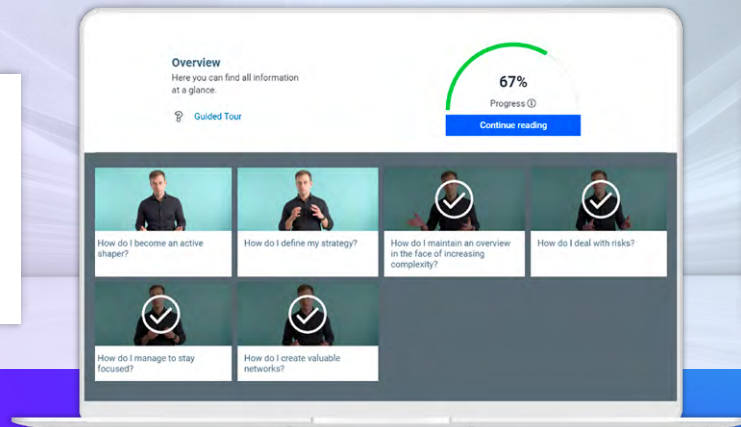 Overview
Here you can find all information
at a glance.
Guided Tour
67%
Progress
Continue reading
How do I become an active
shaper?
How do I define my strategy?
How do I maintain an overview
in the face of increasing
complexity?
How do I deal with risks?
How do I manage to stay
focused?
How do I create valuable
networks?